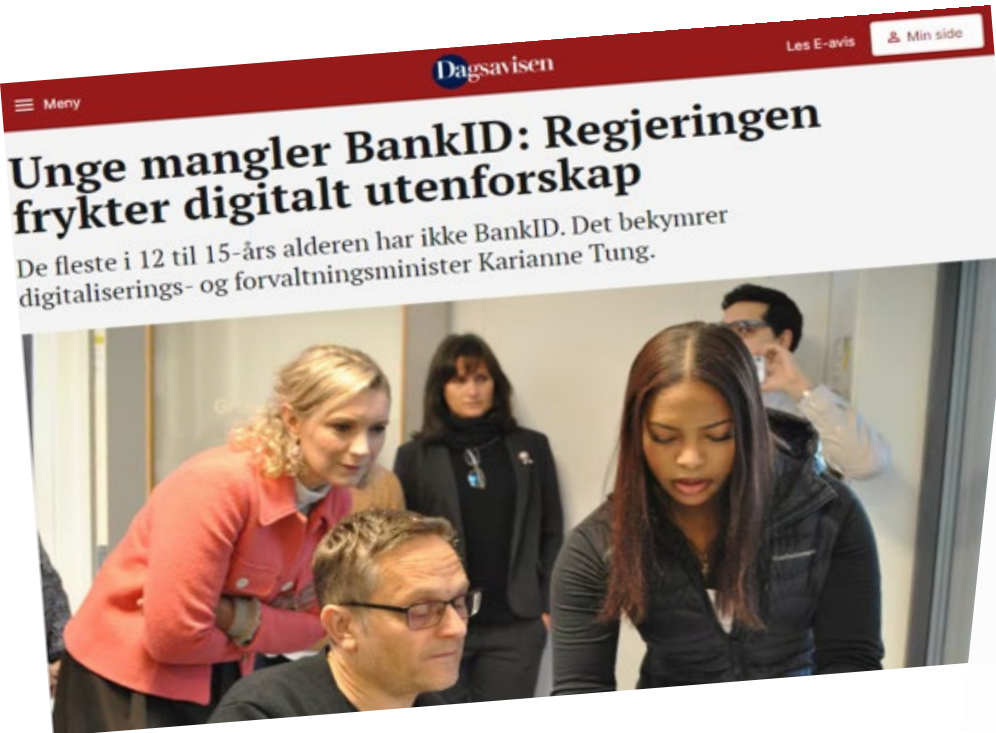 Meny
Dagsavisen
Les E-avis
Min side
Unge mangler BankID: Regjeringen
frykter digitalt utenforskap
De fleste i 12 til 15-års alderen har ikke BankID. Det bekymrer
digitaliserings- og forvaltningsminister Karianne Tung.